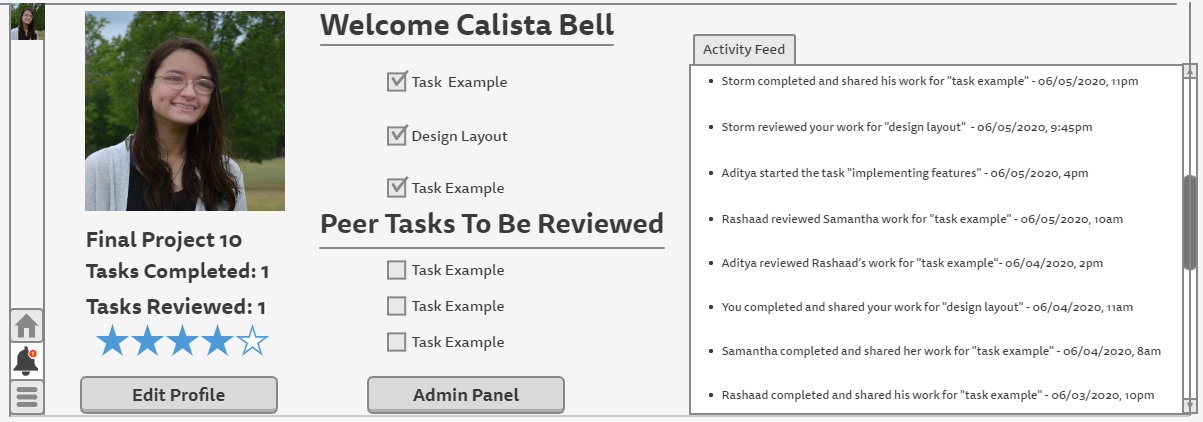 Welcome Calista Bell
Task Example
Design Layout
Task Example
Peer Tasks To Be Reviewed
Task Example
Task Example
Task Example
Admin Panel
Final Project 10
Tasks Completed: 1
Tasks Reviewed: 1
1
Edit Profile
Activity Feed
• Storm completed and shared his work for "task example" - 06/05/2020, 11pm
• Storm reviewed your work for "design layout" - 06/05/2020, 9:45pm
• Aditya started the task "implementing features" - 06/05/2020, 4pm
• Rashaad reviewed Samantha work for "task example" - 06/05/2020, 10am
• Aditya reviewed Rashaad's work for "task example"- 06/04/2020, 2pm
• You completed and shared your work for "design layout" - 06/04/2020, 11am
• Samantha completed and shared her work for "task example" - 06/04/2020, 8am
• Rashaad completed and shared his work for "task example" - 06/03/2020, 10pm